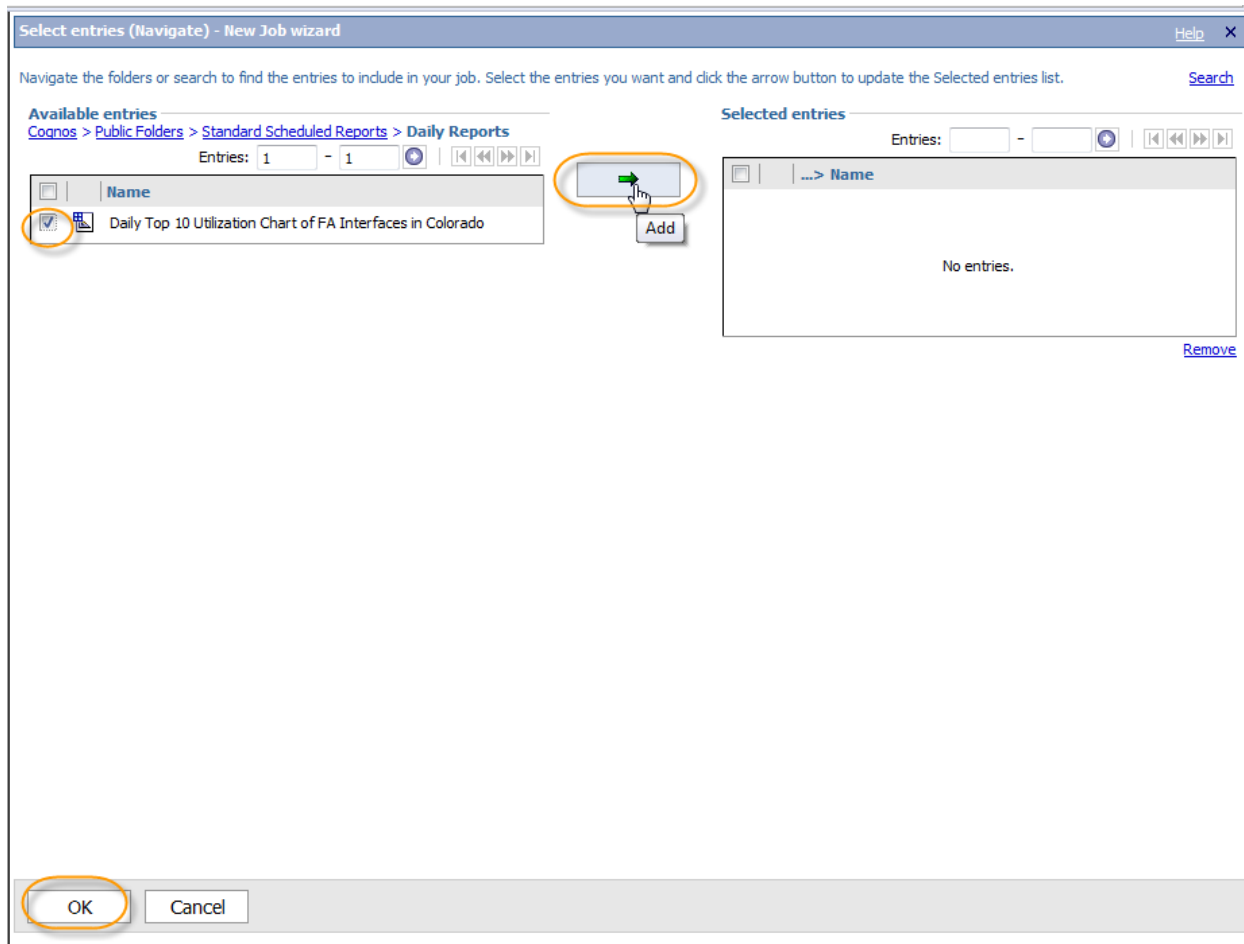 Select entries (Navigate) - New Job wizard Help X
Navigate the folders or search to find the entries to include in your job. Select the entries you want and click the arrow button to update the Selected entries list. Search
Available entries
Cognos > Public Folders > Standard Scheduled Reports > Daily Reports
Entries: 1 - 1
Name
Daily Top 10 Utilization Chart of FA Interfaces in Colorado
Add
Selected entries
Entries: -
...> Name
No entries.
Remove
OK Cancel